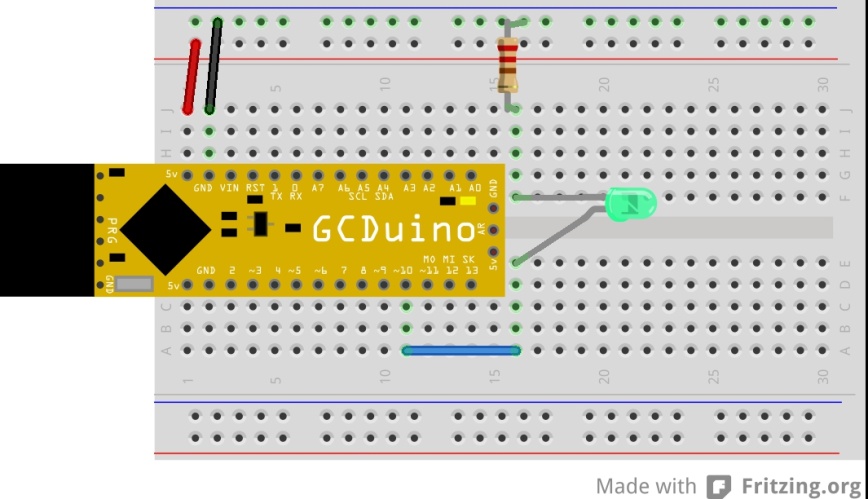 5 10 15 20 25 30
J J
I I
H H
G G
F F
5v GND VIN RST 1 0 A7 A6 A5 A4 A3 A2 A1 A0 GND
TX RX SCL SDA
PRG GCDuino AR
MO MI SK 5v
GND 2 ~3 4 ~5 ~6 7 8 ~9 ~10 ~11 12 13
GND 5v
E
D
C C
B B
A A
1 5 10 15 20 25 30
Made with Fritzing.org